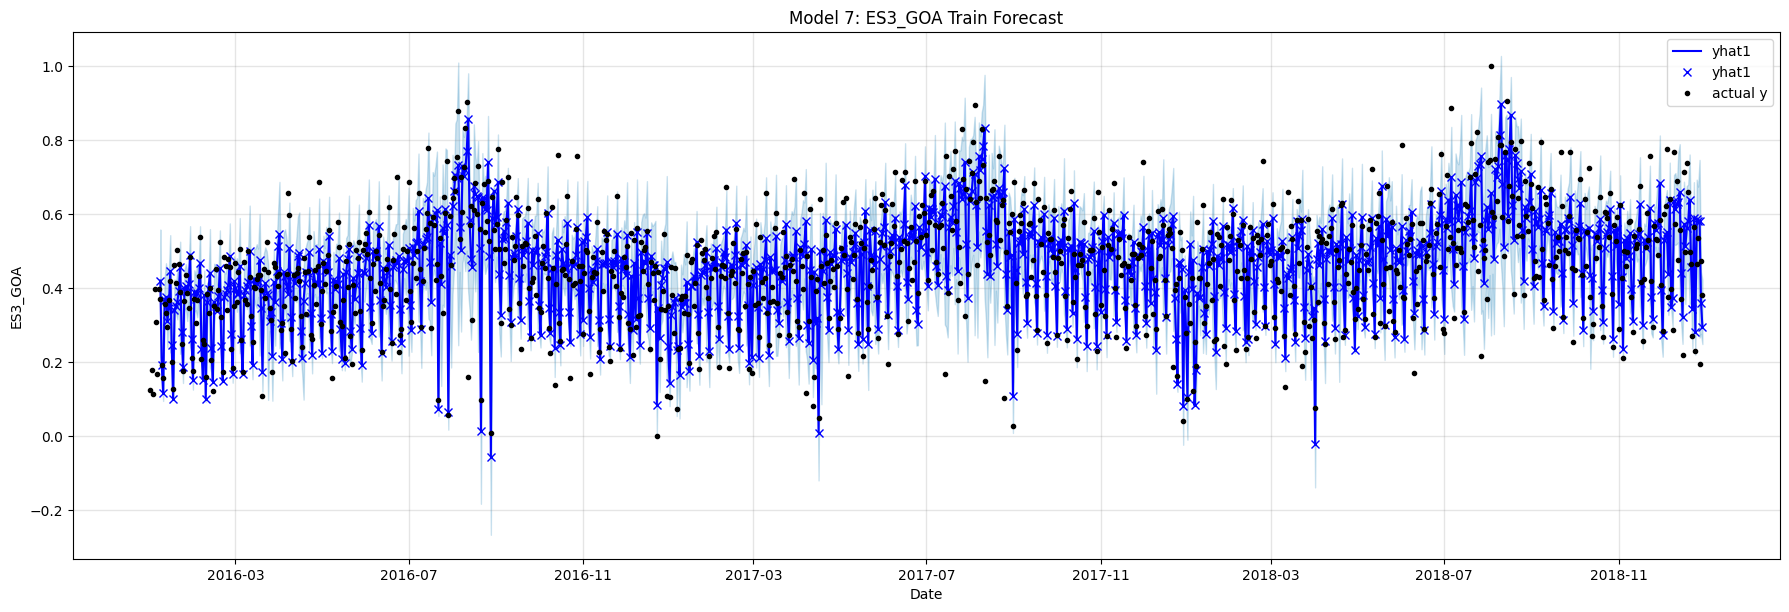 Model 7: ES3_GOA Train Forecast
yhat1
yhat1
actual y
1.0
0.8
0.6
0.4
0.2
0.0
−0.2
ES3_GOA
2016-03
2016-07
2016-11
2017-03
2017-07
2017-11
2018-03
2018-07
2018-11
Date